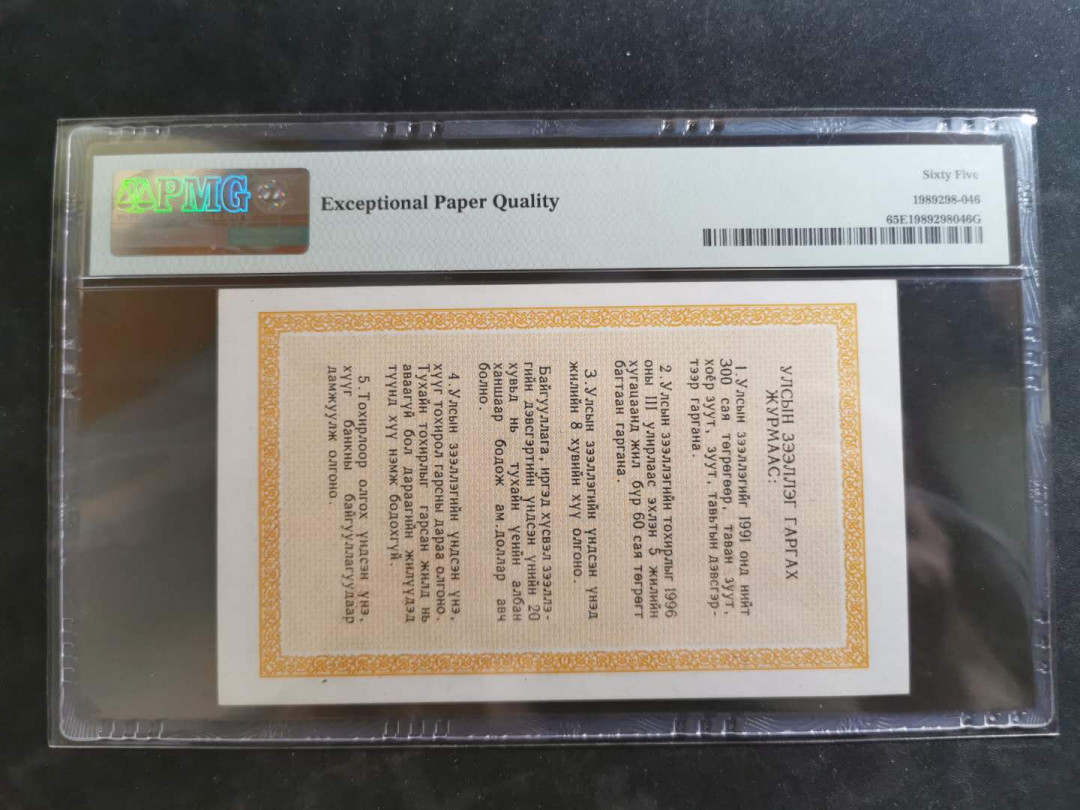 PMG
Exceptional Paper Quality
Sixty Five
1989298-046
65E1989298046G
УЛСЫН ЗЭЭЛЛЭГ ГАРГАХ
ЖУРМААС:
1.Улсын зээллэгийг 1991 онд нийт
300 сая төгрөгөөр, таван зуут,
хоёр зуут, зуут, тавьтын дэвсгэр-
тээр гаргана.
2.Улсын зээллэгийн тохирлыг 1996
оны III улирлаас эхлэн 5 жилийн
хугацаанд жил бүр 60 сая төгрөгт
багтаан гаргана.
3.Улсын зээллэгийн үндсэн үнэд
жилийн 8 хувийн хүү олгоно.
Байгууллага, иргэд хүсвэл зээллэ-
гийн дэвсгэртийн үндсэн үнийн 20
хувьд нь тухайн үеийн албан
ханшаар бодож ам.доллар авч
болно.
4.Улсын зээллэгийн үндсэн үнэ,
хүүг тохирол гарсны дараа олгоно.
Тухайн тохирлыг гарсан жилд нь
аваагүй бол дараагийн жилүүдэд
түүнд хүү нэмж бодохгүй.
5.Тохирлоор олгох үндсэн үнэ,
хүүг банкны байгууллагуудаар
дамжуулж олгоно.